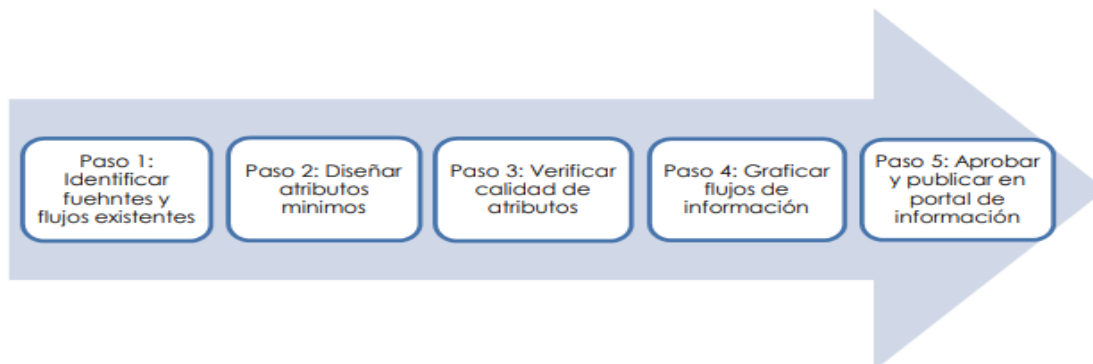 Paso 1:
Identificar
fuehntes y
flujos existentes
Paso 2: Diseñar
atributos
minimos
Paso 3: Verificar
calidad de
atributos
Paso 4: Graficar
flujos de
información
Paso 5: Aprobar
y publicar en
portal de
información